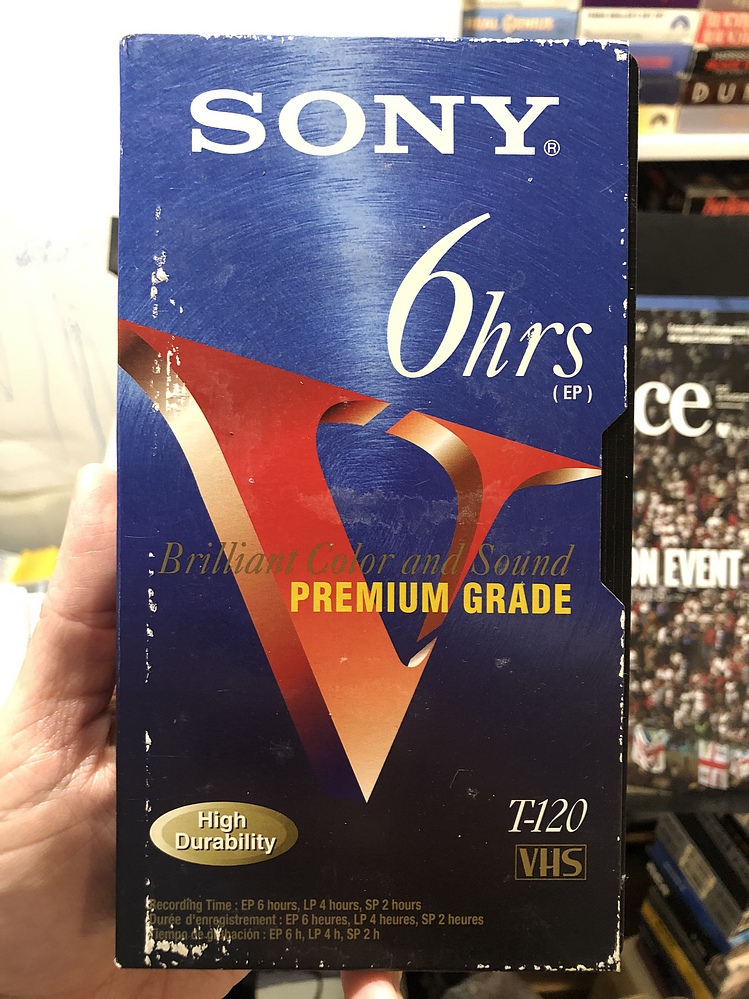 SONY®
6hrs
(EP)
Brilliant Color and Sound
PREMIUM GRADE
High
Durability
T-120
VHS
Recording Time : EP 6 hours, LP 4 hours, SP 2 hours
Durée d'enregistrement : EP 6 heures, LP 4 heures, SP 2 heures
Tiempo de grabación : EP 6 h, LP 4 h, SP 2 h
ce
ON EVENT
DU